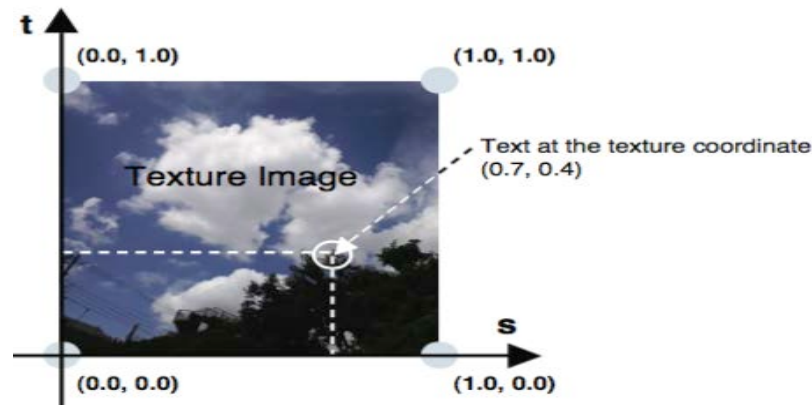 t
(0.0, 1.0)
(1.0, 1.0)
Texture Image
Text at the texture coordinate
(0.7, 0.4)
s
(0.0, 0.0)
(1.0, 0.0)